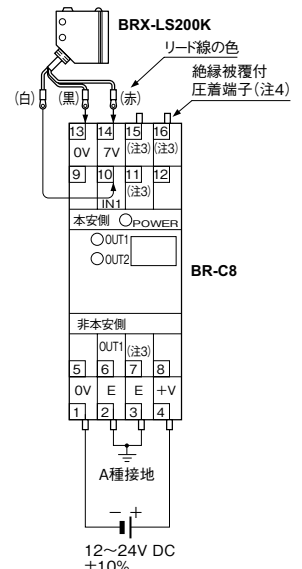 BRX-LS200K
リード線の色
(白) (黒) (赤)
絶縁被覆付
圧着端子(注4)
13 14 15 16
0V 7V (注3) (注3)
9 10 11 12
IN1 (注3)
本安側 POWER
OUT1
OUT2
BR-C8
非本安側
OUT1 (注3)
5 6 7 8
0V E E +V
1 2 3 4
A種接地
− +
12～24V DC
±10%